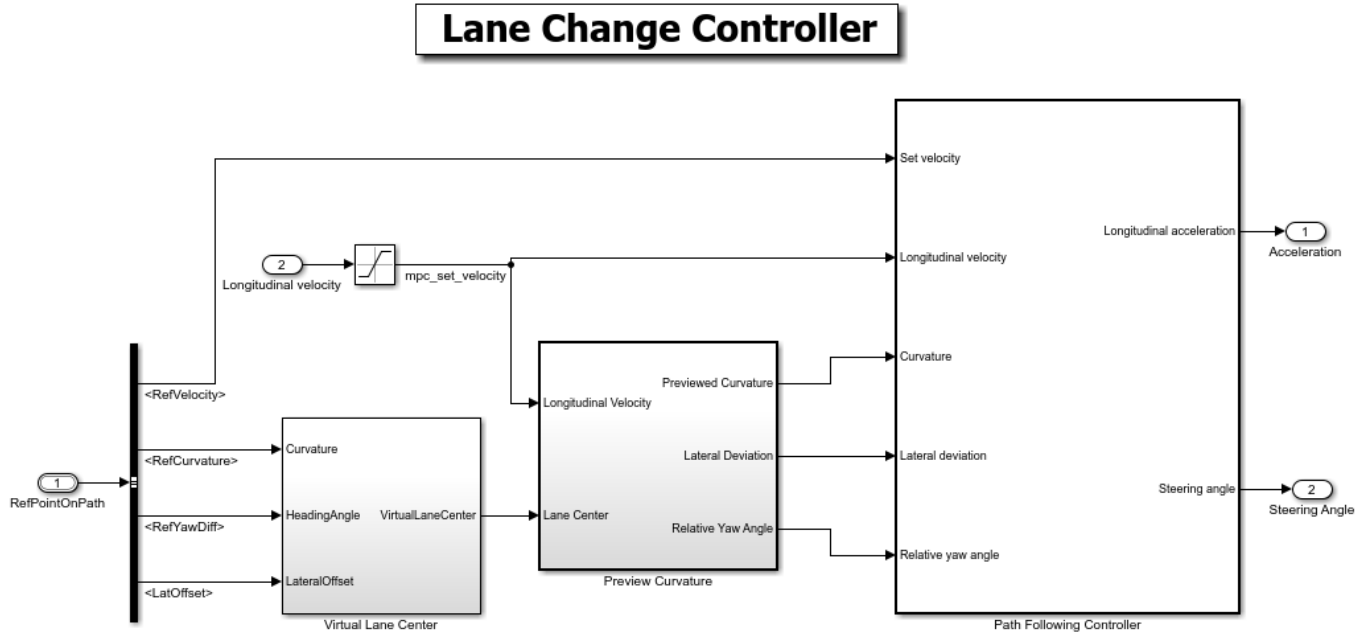 Lane Change Controller
Set velocity
Longitudinal acceleration
1
Acceleration
2
Longitudinal velocity
mpc_set_velocity
Longitudinal velocity
Curvature
Previewed Curvature
<RefVelocity>
Longitudinal Velocity
Curvature
<RefCurvature>
Lateral Deviation
Lateral deviation
1
RefPointOnPath
Steering angle
2
Steering Angle
HeadingAngle
VirtualLaneCenter
Lane Center
<RefYawDiff>
Relative Yaw Angle
Relative yaw angle
LateralOffset
<LatOffset>
Preview Curvature
Virtual Lane Center
Path Following Controller